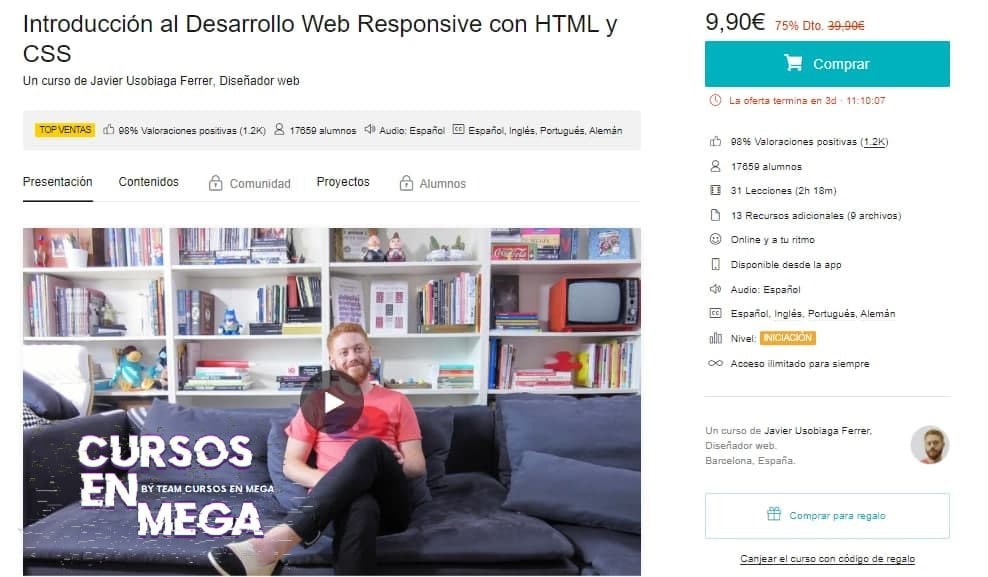 Introducción al Desarrollo Web Responsive con HTML y
CSS
Un curso de Javier Usobiaga Ferrer, Diseñador web
TOP VENTAS 98% Valoraciones positivas (1.2K) 17659 alumnos Audio: Español Español, Inglés, Portugués, Alemán
Presentación Contenidos Comunidad Proyectos Alumnos
Coca-Cola
CURSOS
EN BY TEAM CURSOS EN MEGA
MEGA
9,90€ 75% Dto. 39,90€
Comprar
La oferta termina en 3d · 11:10:07
98% Valoraciones positivas (1.2K)
17659 alumnos
31 Lecciones (2h 18m)
13 Recursos adicionales (9 archivos)
Online y a tu ritmo
Disponible desde la app
Audio: Español
CC Español, Inglés, Portugués, Alemán
Nivel: INICIACIÓN
Acceso ilimitado para siempre
Un curso de Javier Usobiaga Ferrer.
Diseñador web.
Barcelona, España.
Comprar para regalo
Canjear el curso con código de regalo